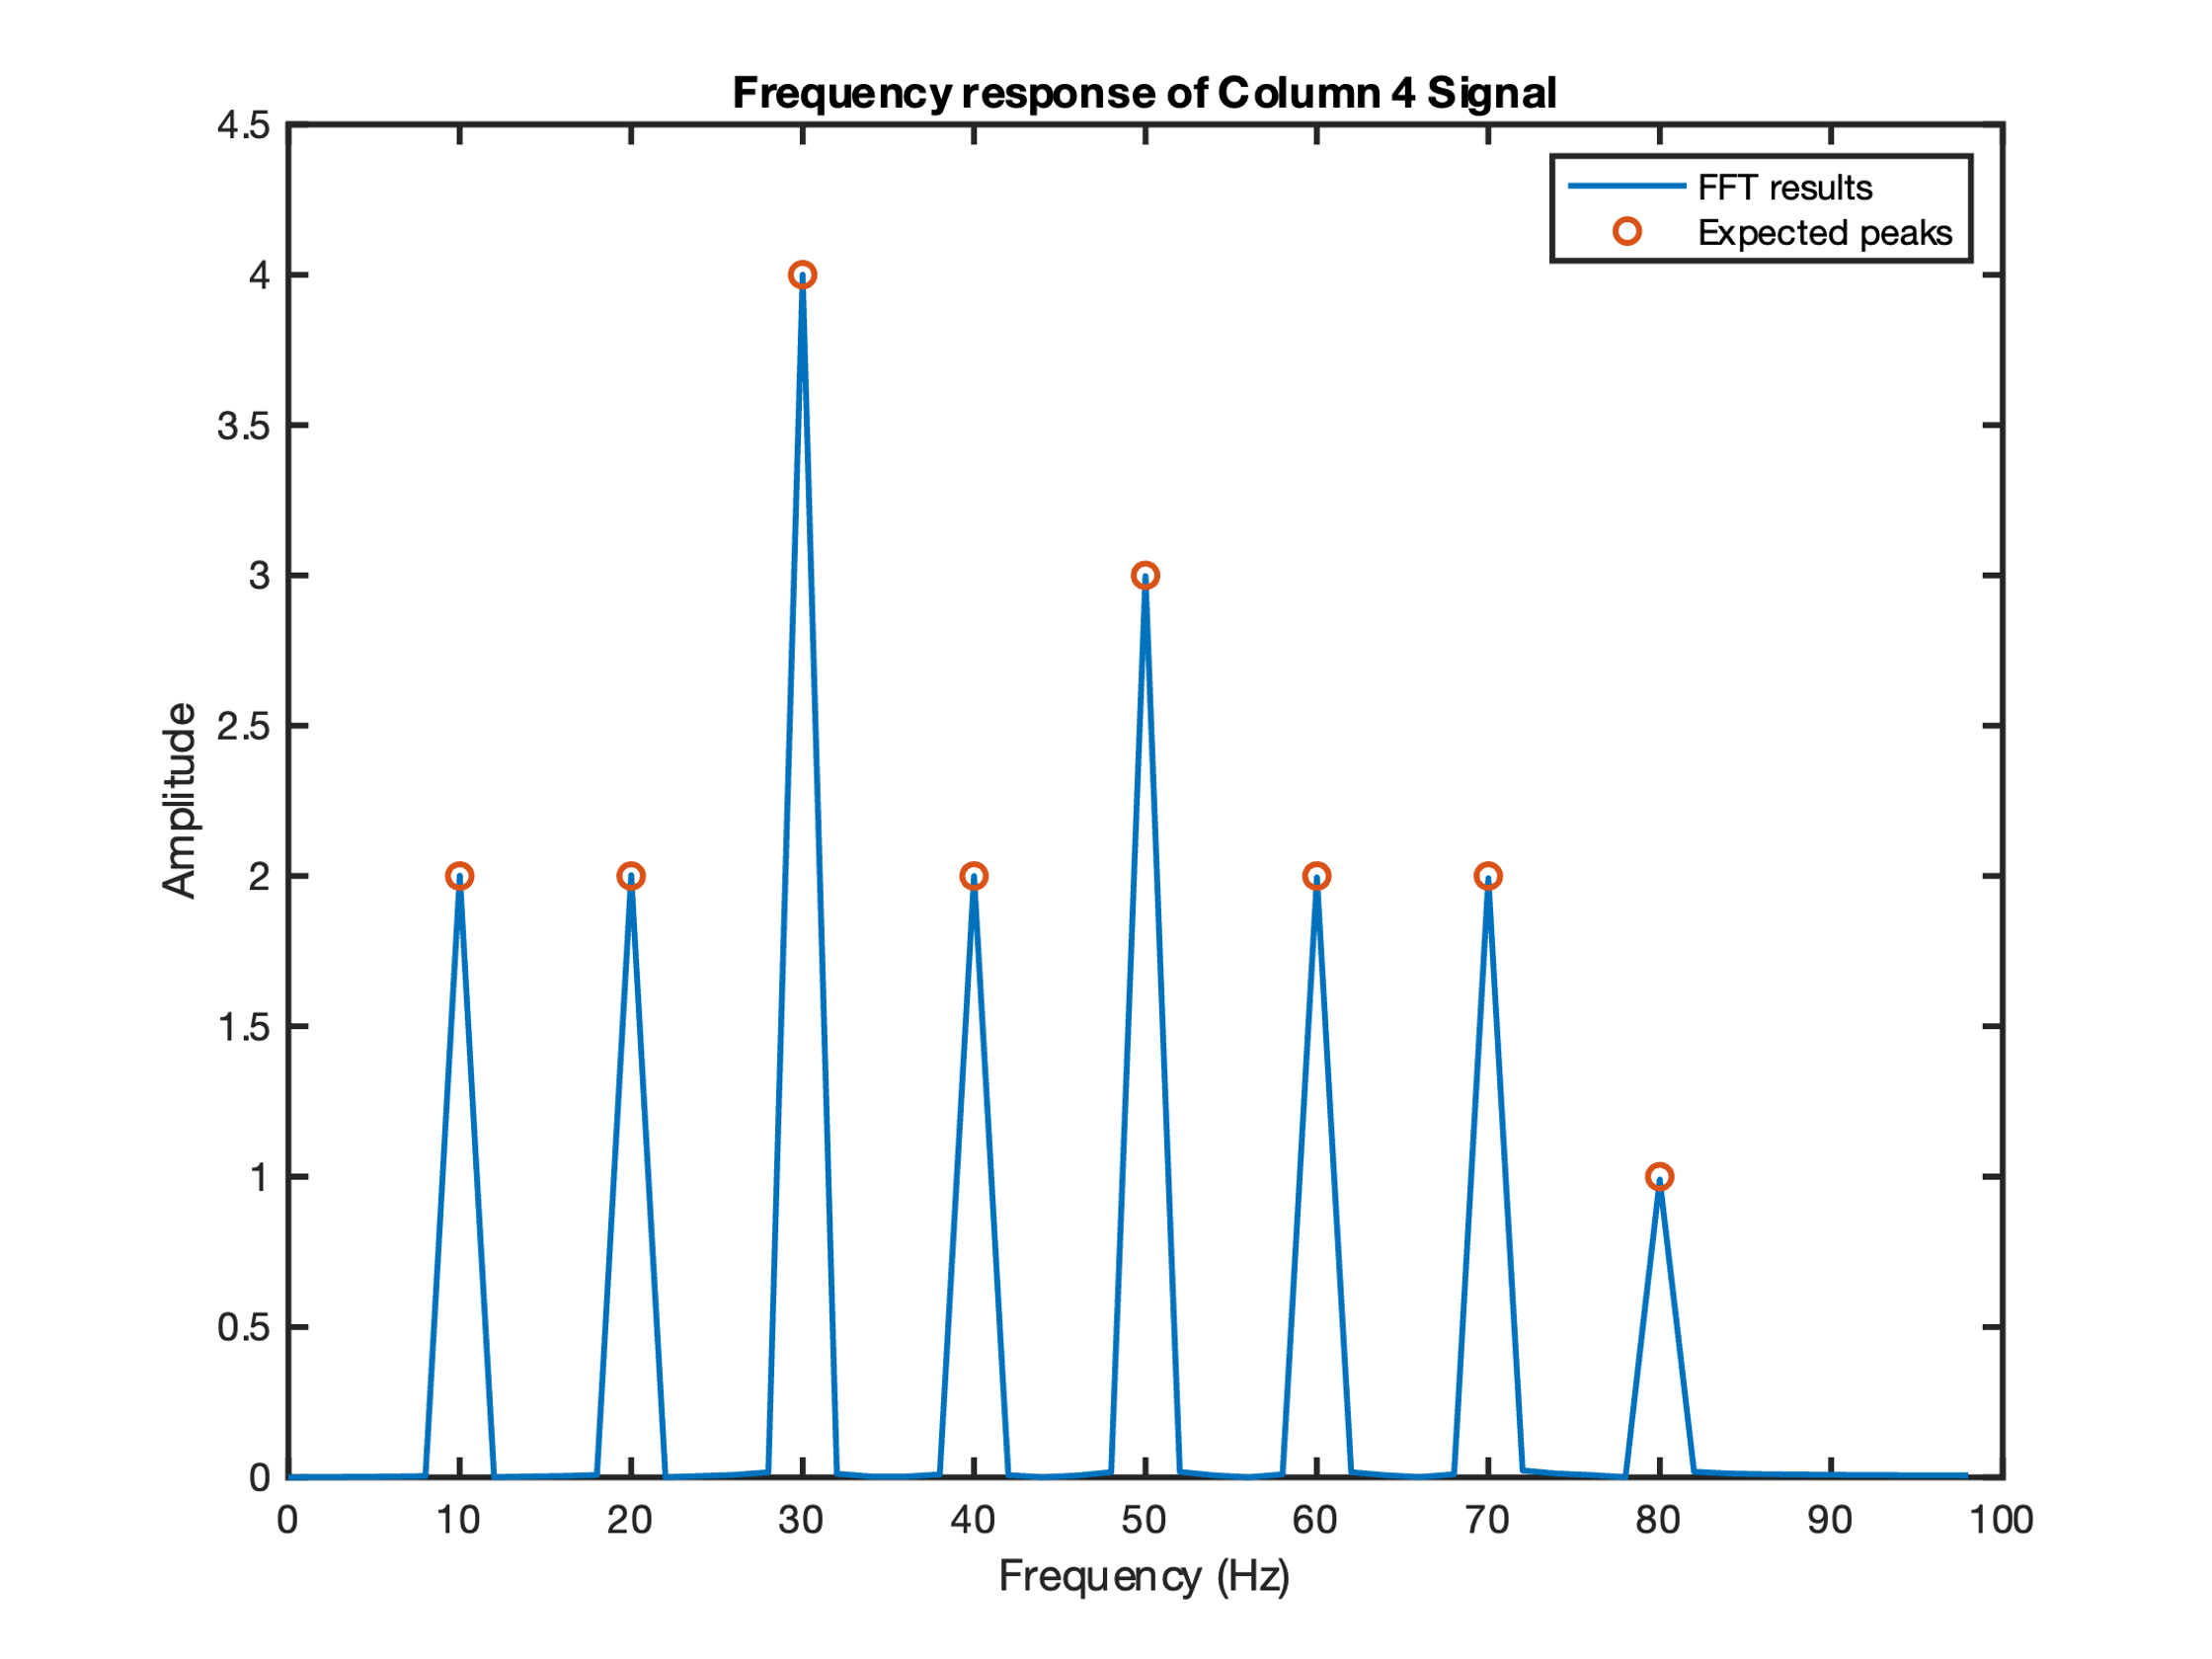 Frequency response of Column 4 Signal
FFT results
Expected peaks
4.5
4
3.5
3
2.5
2
1.5
1
0.5
0
Amplitude
0 10 20 30 40 50 60 70 80 90 100
Frequency (Hz)